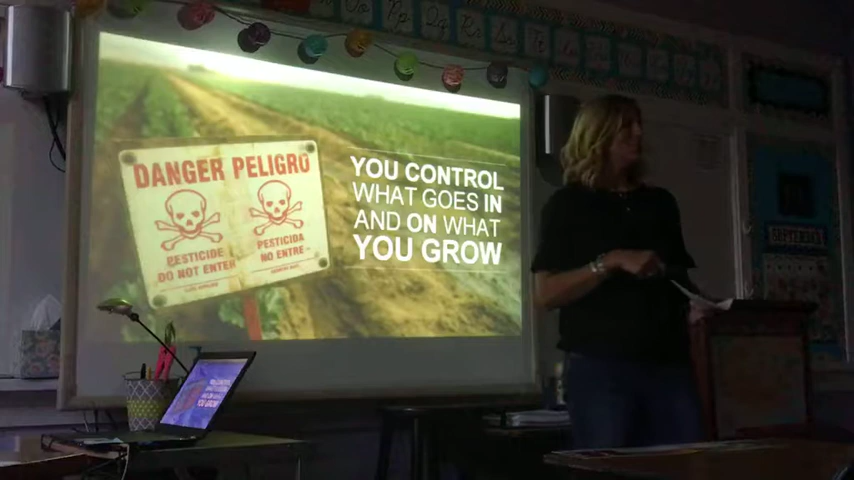 DANGER PELIGRO
PESTICIDE PESTICIDA
DO NOT ENTER NO ENTRE
YOU CONTROL
WHAT GOES IN
AND ON WHAT
YOU GROW
SEPTEMBER